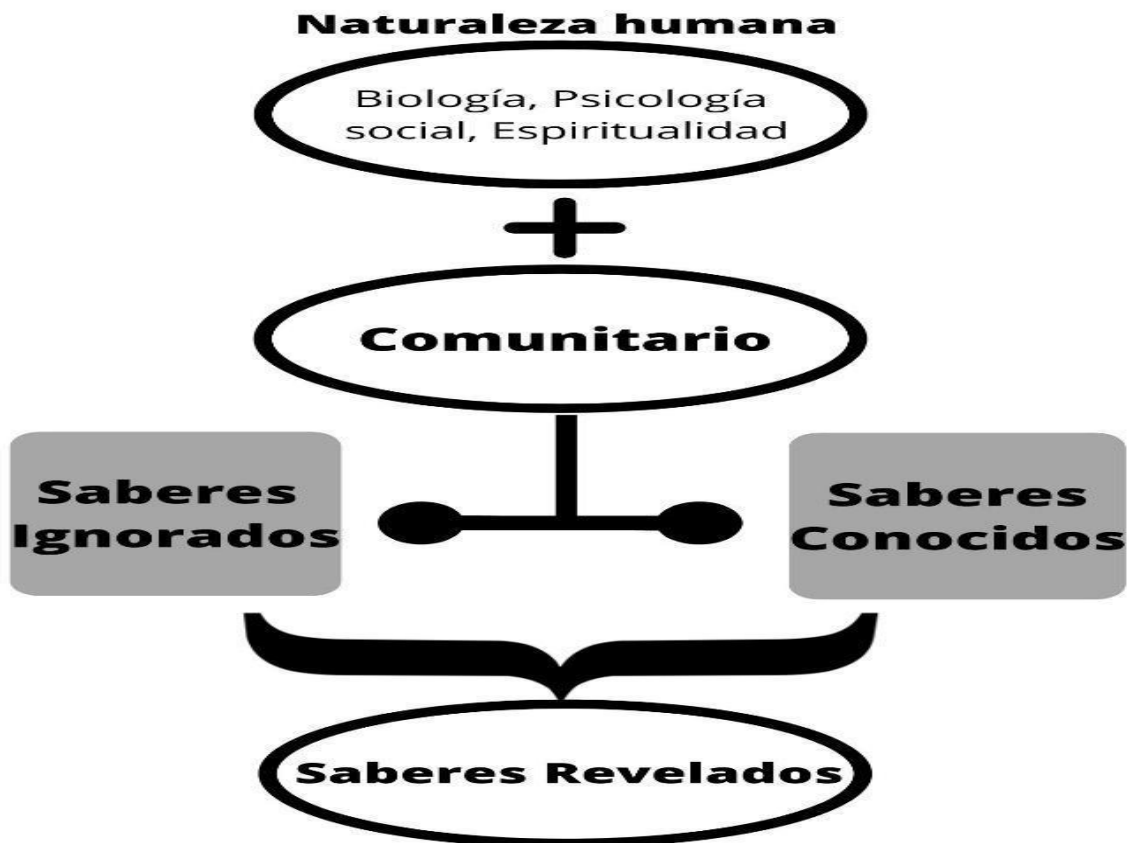 Naturaleza humana
Biología, Psicología
social, Espiritualidad
Comunitario
Saberes
Ignorados
Saberes
Conocidos
Saberes Revelados